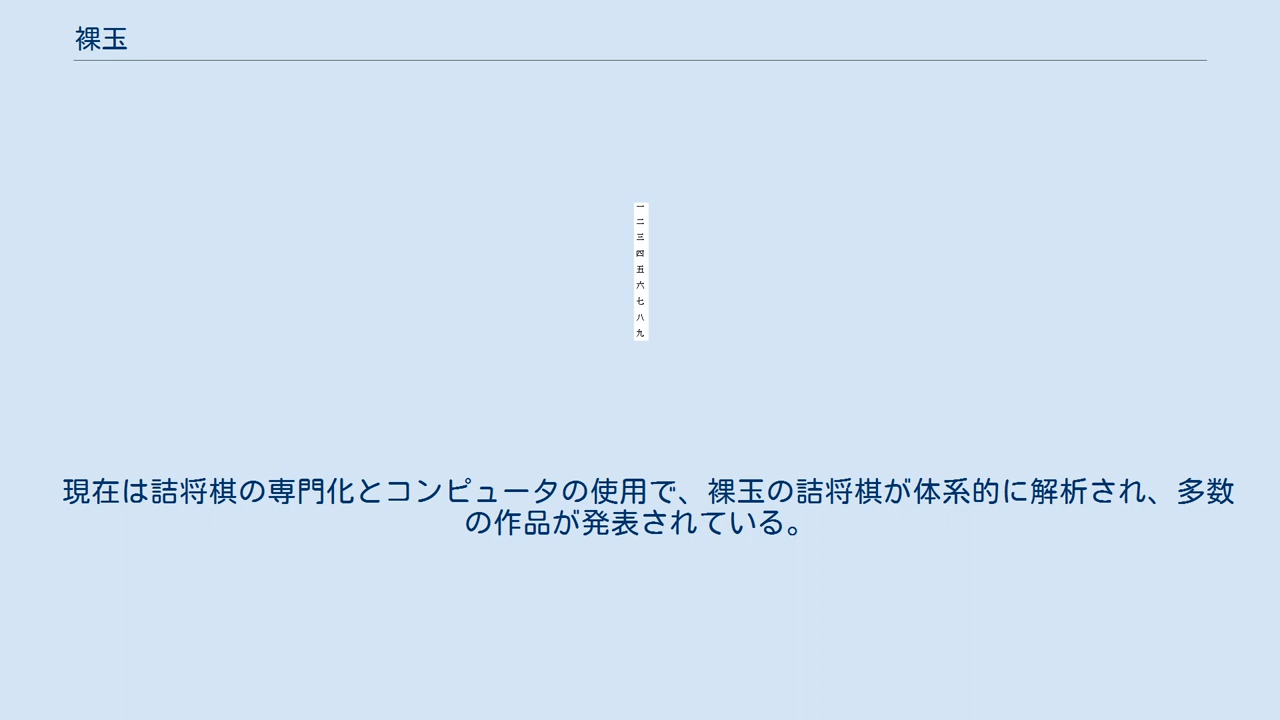 裸玉
一
二
三
四
五
六
七
八
九
現在は詰将棋の専門化とコンピュータの使用で、裸玉の詰将棋が体系的に解析され、多数
の作品が発表されている。